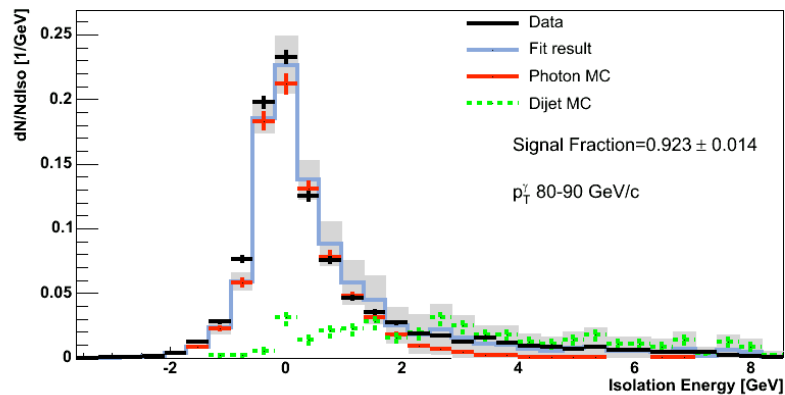 dN/NdIso [1/GeV]
0.25
0.2
0.15
0.1
0.05
0
Data
Fit result
Photon MC
Dijet MC
Signal Fraction=0.923 ± 0.014
p_T^γ 80-90 GeV/c
-2 0 2 4 6 8
Isolation Energy [GeV]